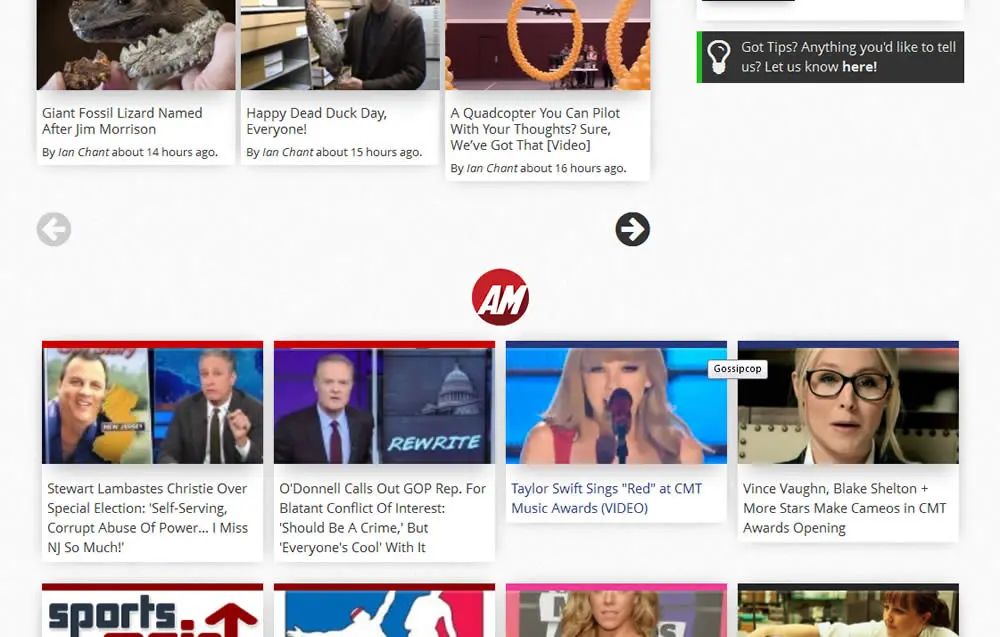 Got Tips? Anything you'd like to tell
us? Let us know here!
Giant Fossil Lizard Named
After Jim Morrison
By Ian Chant about 14 hours ago.
Happy Dead Duck Day,
Everyone!
By Ian Chant about 15 hours ago.
A Quadcopter You Can Pilot
With Your Thoughts? Sure,
We’ve Got That [Video]
By Ian Chant about 16 hours ago.
AM
NEW JERSEY
REWRITE
Gossipcop
Stewart Lambastes Christie Over
Special Election: 'Self-Serving,
Corrupt Abuse Of Power... I Miss
NJ So Much!'
O'Donnell Calls Out GOP Rep. For
Blatant Conflict Of Interest:
'Should Be A Crime,' But
'Everyone's Cool' With It
Taylor Swift Sings "Red" at CMT
Music Awards (VIDEO)
Vince Vaughn, Blake Shelton +
More Stars Make Cameos in CMT
Awards Opening
sports